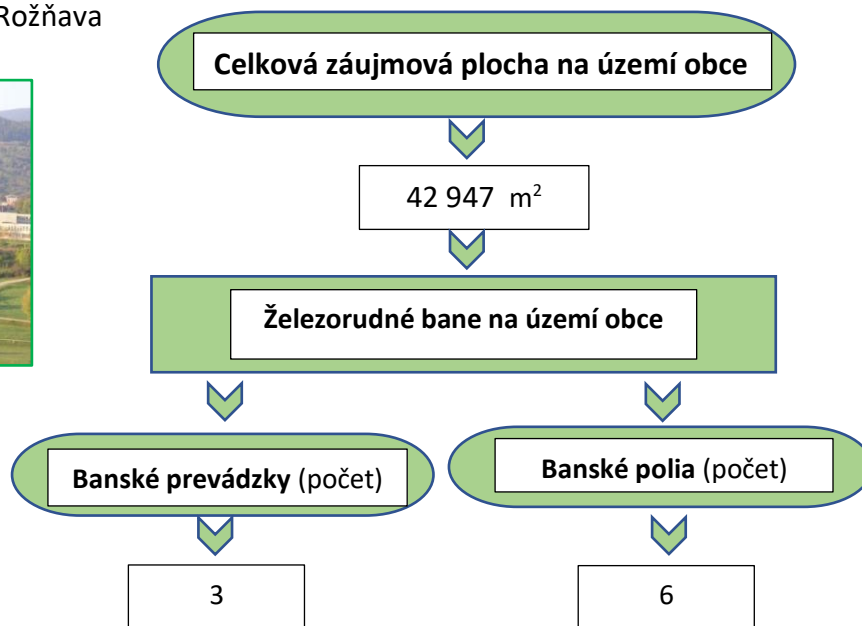 Rožňava
Celková záujmová plocha na území obce
42 947 m²
Železorudné bane na území obce
Banské prevádzky (počet)
Banské polia (počet)
3
6